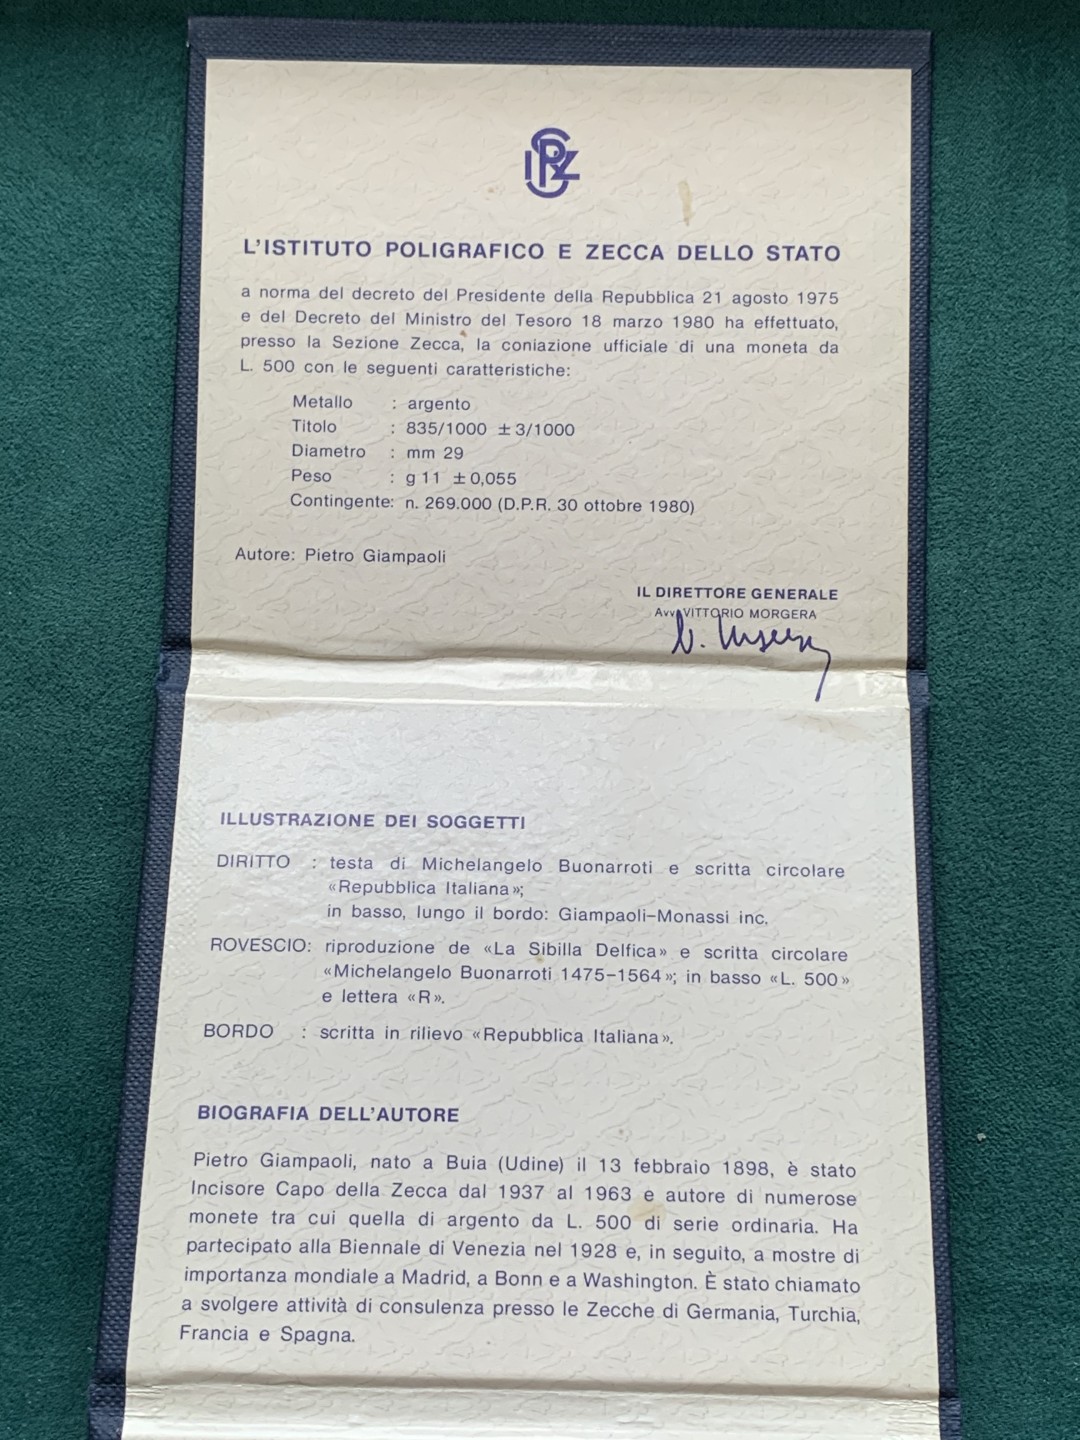 IPZS
L'ISTITUTO POLIGRAFICO E ZECCA DELLO STATO
a norma del decreto del Presidente della Repubblica 21 agosto 1975
e del Decreto del Ministro del Tesoro 18 marzo 1980 ha effettuato,
presso la Sezione Zecca, la coniazione ufficiale di una moneta da
L. 500 con le seguenti caratteristiche:
Metallo : argento
Titolo : 835/1000 ± 3/1000
Diametro : mm 29
Peso : g 11 ± 0,055
Contingente: n. 269.000 (D.P.R. 30 ottobre 1980)
Autore: Pietro Giampaoli
IL DIRETTORE GENERALE
Avv. VITTORIO MORGERA
ILLUSTRAZIONE DEI SOGGETTI
DIRITTO : testa di Michelangelo Buonarroti e scritta circolare
«Repubblica Italiana»;
in basso, lungo il bordo: Giampaoli-Monassi inc.
ROVESCIO: riproduzione de «La Sibilla Delfica» e scritta circolare
«Michelangelo Buonarroti 1475-1564»; in basso «L. 500»
e lettera «R».
BORDO : scritta in rilievo «Repubblica Italiana».
BIOGRAFIA DELL'AUTORE
Pietro Giampaoli, nato a Buia (Udine) il 13 febbraio 1898, è stato
Incisore Capo della Zecca dal 1937 al 1963 e autore di numerose
monete tra cui quella di argento da L. 500 di serie ordinaria. Ha
partecipato alla Biennale di Venezia nel 1928 e, in seguito, a mostre di
importanza mondiale a Madrid, a Bonn e a Washington. È stato chiamato
a svolgere attività di consulenza presso le Zecche di Germania, Turchia,
Francia e Spagna.